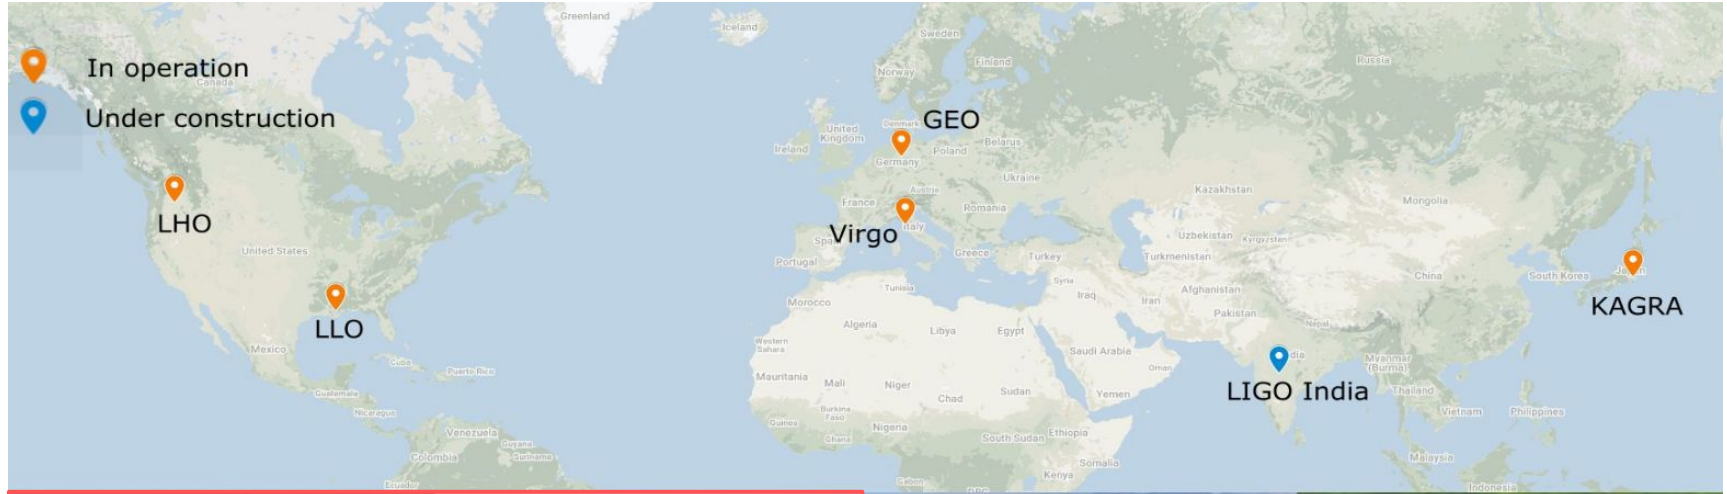 Greenland
Iceland
Sweden
Finland
Russia
Norway
In operation
Canada
Under construction
GEO
Denmark
United
Kingdom
Ireland
Poland
Belarus
Germany
Ukraine
Kazakhstan
Mongolia
Austria
France
Romania
LHO
Virgo
Italy
Spa
Uzbekistan
Kyrgyzstan
United States
Portugal
Greece
Turkey
Turkmenistan
China
South Korea
Japan
Syria
Iraq
Iran
Afghanistan
Tunisia
Morocco
Pakistan
KAGRA
LLO
Algeria
Libya
Egypt
Nepal
Western
Sahara
Mexico
Cuba
Saudi Arabia
Oman
dia
Myanmar
(Burma)
Puerto Rico
Mauritania
Mali
Niger
Chad
Sudan
Yemen
LIGO India
Thailand
Guatemala
Nicaragua
Burkina
Faso
Vietnam
Philippines
Guinea
Ghana
Nigeria
South Sudan
Ethiopia
Venezuela
Guyana
Suriname
Colombia
Somalia
Kenya
Malaysia
Ecuador
Gabon
DRC
Indonesia